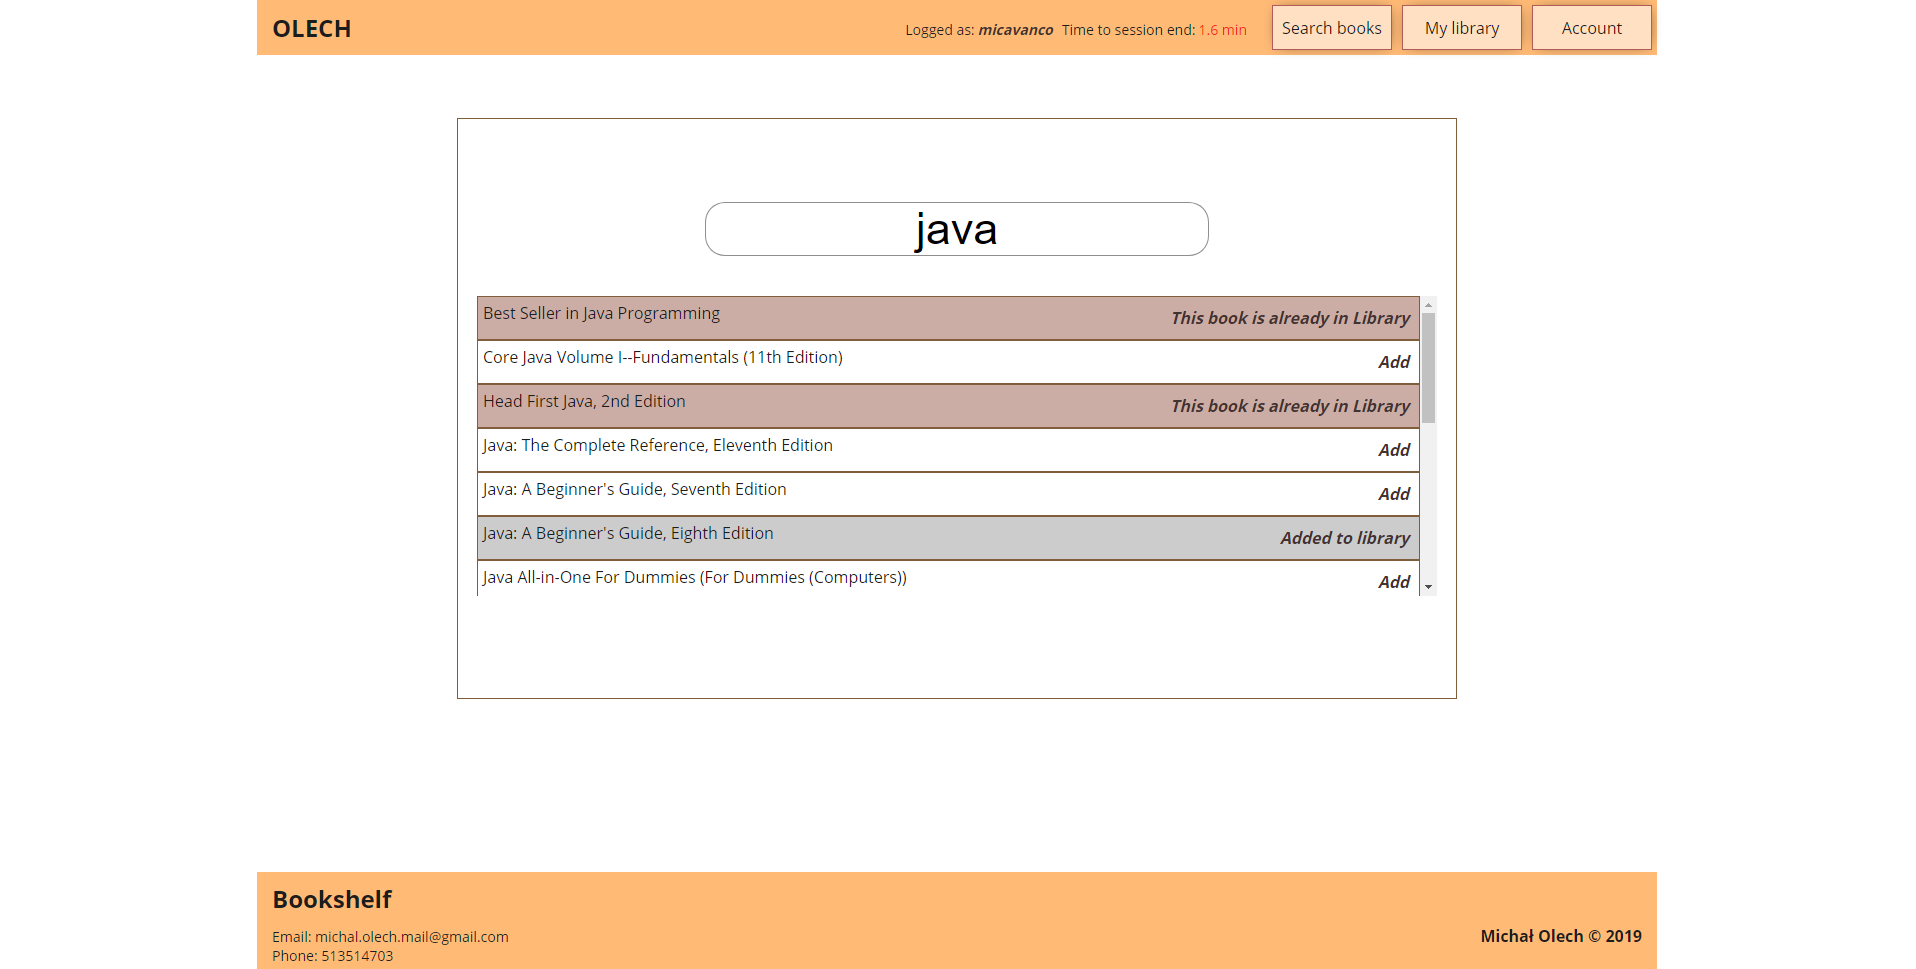 OLECH
Logged as: micavanco Time to session end: 1.6 min
Search books
My library
Account
java
Best Seller in Java Programming
This book is already in Library
Core Java Volume I--Fundamentals (11th Edition)
Add
Head First Java, 2nd Edition
This book is already in Library
Java: The Complete Reference, Eleventh Edition
Add
Java: A Beginner's Guide, Seventh Edition
Add
Java: A Beginner's Guide, Eighth Edition
Added to library
Java All-in-One For Dummies (For Dummies (Computers))
Add
Bookshelf
Email: michal.olech.mail@gmail.com
Phone: 513514703
Michał Olech © 2019